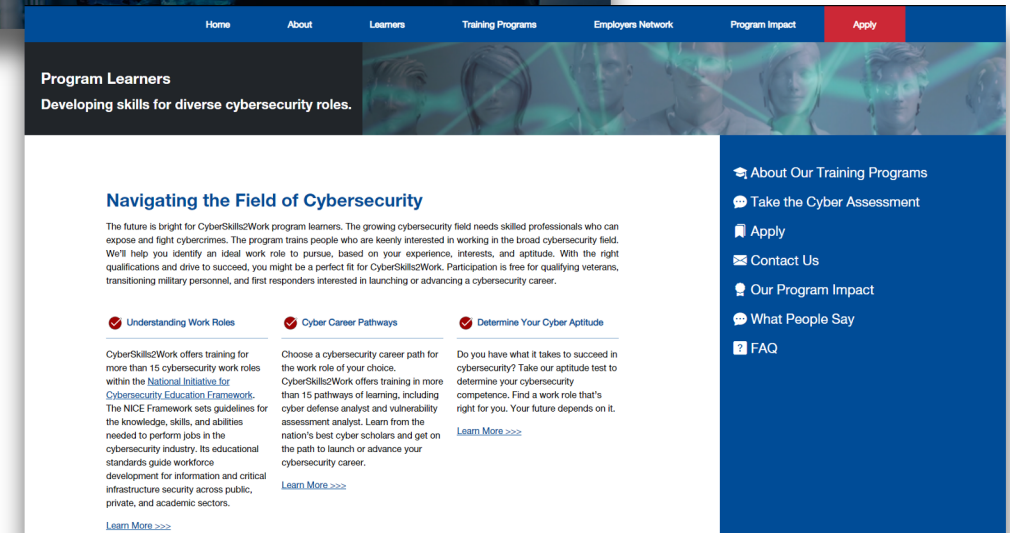 Home About Learners Training Programs Employers Network Program Impact Apply
Program Learners
Developing skills for diverse cybersecurity roles.
Navigating the Field of Cybersecurity
The future is bright for CyberSkills2Work program learners. The growing cybersecurity field needs skilled professionals who can
expose and fight cybercrimes. The program trains people who are keenly interested in working in the broad cybersecurity field.
We'll help you identify an ideal work role to pursue, based on your experience, interests, and aptitude. With the right
qualifications and drive to succeed, you might be a perfect fit for CyberSkills2Work. Participation is free for qualifying veterans,
transitioning military personnel, and first responders interested in launching or advancing a cybersecurity career.
Understanding Work Roles
CyberSkills2Work offers training for
more than 15 cybersecurity work roles
within the National Initiative for
Cybersecurity Education Framework.
The NICE Framework sets guidelines for
the knowledge, skills, and abilities
needed to perform jobs in the
cybersecurity industry. Its educational
standards guide workforce
development for information and critical
infrastructure security across public,
private, and academic sectors.
Learn More >>>
Cyber Career Pathways
Choose a cybersecurity career path for
the work role of your choice.
CyberSkills2Work offers training in more
than 15 pathways of learning, including
cyber defense analyst and vulnerability
assessment analyst. Learn from the
nation's best cyber scholars and get on
the path to launch or advance your
cybersecurity career.
Learn More >>>
Determine Your Cyber Aptitude
Do you have what it takes to succeed in
cybersecurity? Take our aptitude test to
determine your cybersecurity
competence. Find a work role that's
right for you. Your future depends on it.
Learn More >>>
About Our Training Programs
Take the Cyber Assessment
Apply
Contact Us
Our Program Impact
What People Say
? FAQ